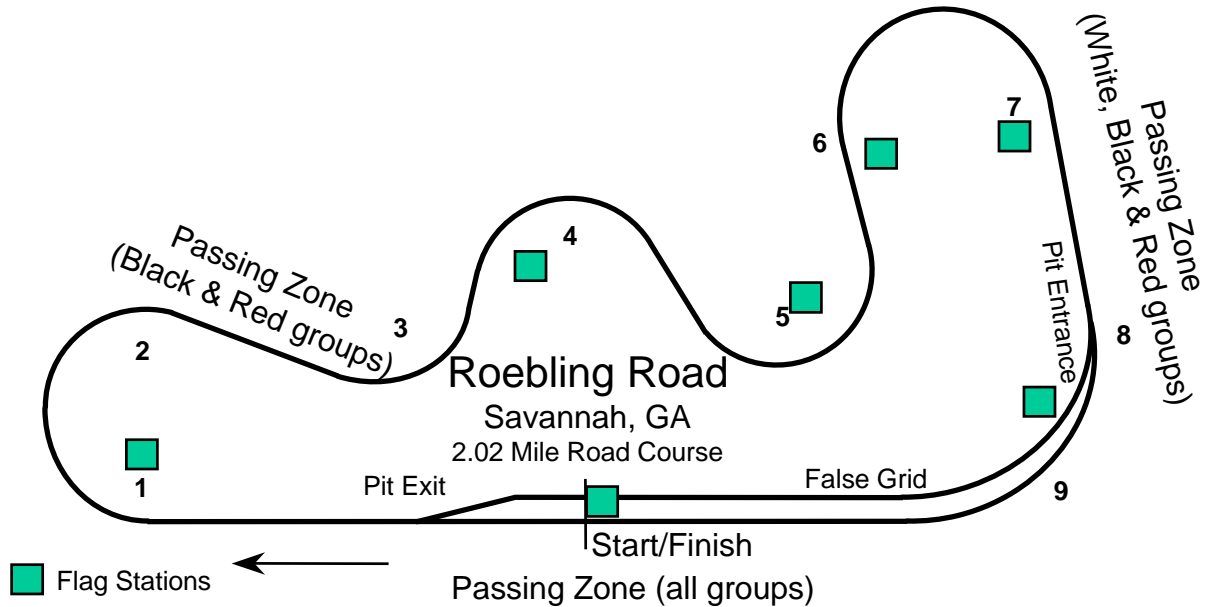 Passing Zone
(White, Black & Red groups)
7
6
4
Passing Zone
(Black & Red groups)
3
2
5
8
Pit Entrance
Roebling Road
Savannah, GA
2.02 Mile Road Course
1
Pit Exit
False Grid
9
Start/Finish
Flag Stations
Passing Zone (all groups)